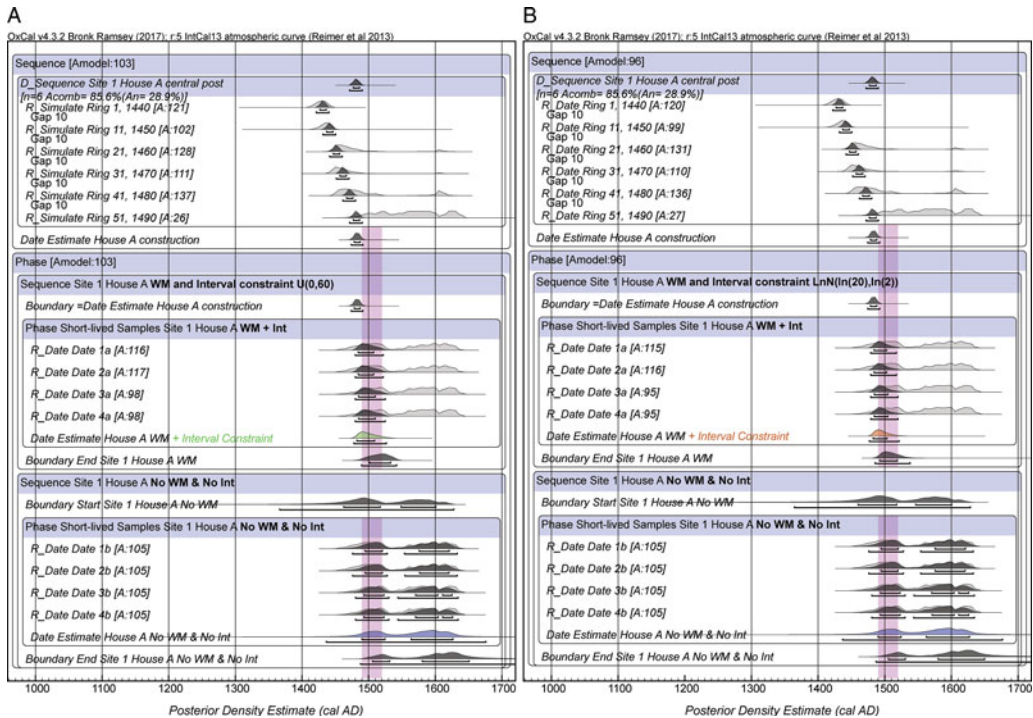 A
OxCal v4.3.2 Bronk Ramsey (2017); r:5 IntCal13 atmospheric curve (Reimer et al 2013)
Sequence [Amodel:103]
D_Sequence Site 1 House A central post
[n=6 Acomb= 85.6%(An= 28.9%)]
R_Simulate Ring 1, 1440 [A:121]
Gap 10
R_Simulate Ring 11, 1450 [A:102]
Gap 10
R_Simulate Ring 21, 1460 [A:128]
Gap 10
R_Simulate Ring 31, 1470 [A:111]
Gap 10
R_Simulate Ring 41, 1480 [A:137]
Gap 10
R_Simulate Ring 51, 1490 [A:26]
Date Estimate House A construction
Phase [Amodel:103]
Sequence Site 1 House A WM and Interval constraint U(0,60)
Boundary =Date Estimate House A construction
Phase Short-lived Samples Site 1 House A WM + Int
R_Date Date 1a [A:116]
R_Date Date 2a [A:117]
R_Date Date 3a [A:98]
R_Date Date 4a [A:98]
Date Estimate House A WM + Interval Constraint
Boundary End Site 1 House A WM
Sequence Site 1 House A No WM & No Int
Boundary Start Site 1 House A No WM
Phase Short-lived Samples Site 1 House A No WM & No Int
R_Date Date 1b [A:105]
R_Date Date 2b [A:105]
R_Date Date 3b [A:105]
R_Date Date 4b [A:105]
Date Estimate House A No WM & No Int
Boundary End Site 1 House A No WM & No Int
1000 1100 1200 1300 1400 1500 1600 1700
Posterior Density Estimate (cal AD)
B
OxCal v4.3.2 Bronk Ramsey (2017); r:5 IntCal13 atmospheric curve (Reimer et al 2013)
Sequence [Amodel:96]
D_Sequence Site 1 House A central post
[n=6 Acomb= 85.6%(An= 28.9%)]
R_Date Ring 1, 1440 [A:120]
Gap 10
R_Date Ring 11, 1450 [A:99]
Gap 10
R_Date Ring 21, 1460 [A:131]
Gap 10
R_Date Ring 31, 1470 [A:110]
Gap 10
R_Date Ring 41, 1480 [A:136]
Gap 10
R_Date Ring 51, 1490 [A:27]
Date Estimate House A construction
Phase [Amodel:96]
Sequence Site 1 House A WM and Interval constraint LnN(ln(20),ln(2))
Boundary =Date Estimate House A construction
Phase Short-lived Samples Site 1 House A WM + Int
R_Date Date 1a [A:115]
R_Date Date 2a [A:116]
R_Date Date 3a [A:95]
R_Date Date 4a [A:95]
Date Estimate House A WM + Interval Constraint
Boundary End Site 1 House A WM
Sequence Site 1 House A No WM & No Int
Boundary Start Site 1 House A No WM
Phase Short-lived Samples Site 1 House A No WM & No Int
R_Date Date 1b [A:105]
R_Date Date 2b [A:105]
R_Date Date 3b [A:105]
R_Date Date 4b [A:105]
Date Estimate House A No WM & No Int
Boundary End Site 1 House A No WM & No Int
1000 1100 1200 1300 1400 1500 1600 1700
Posterior Density Estimate (cal AD)